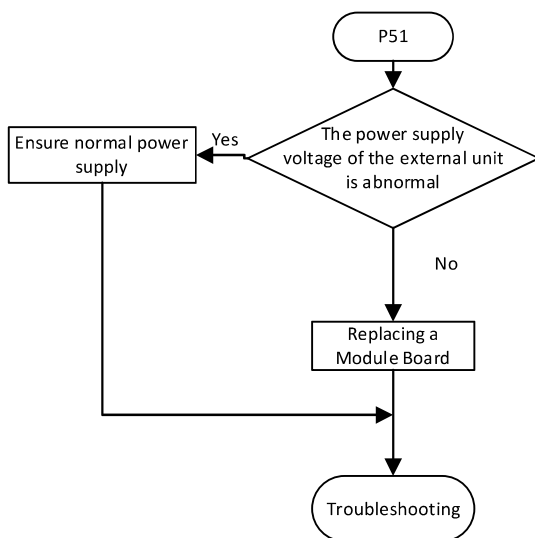 P51
The power supply
voltage of the external unit
is abnormal
Yes
Ensure normal power
supply
No
Replacing a
Module Board
Troubleshooting